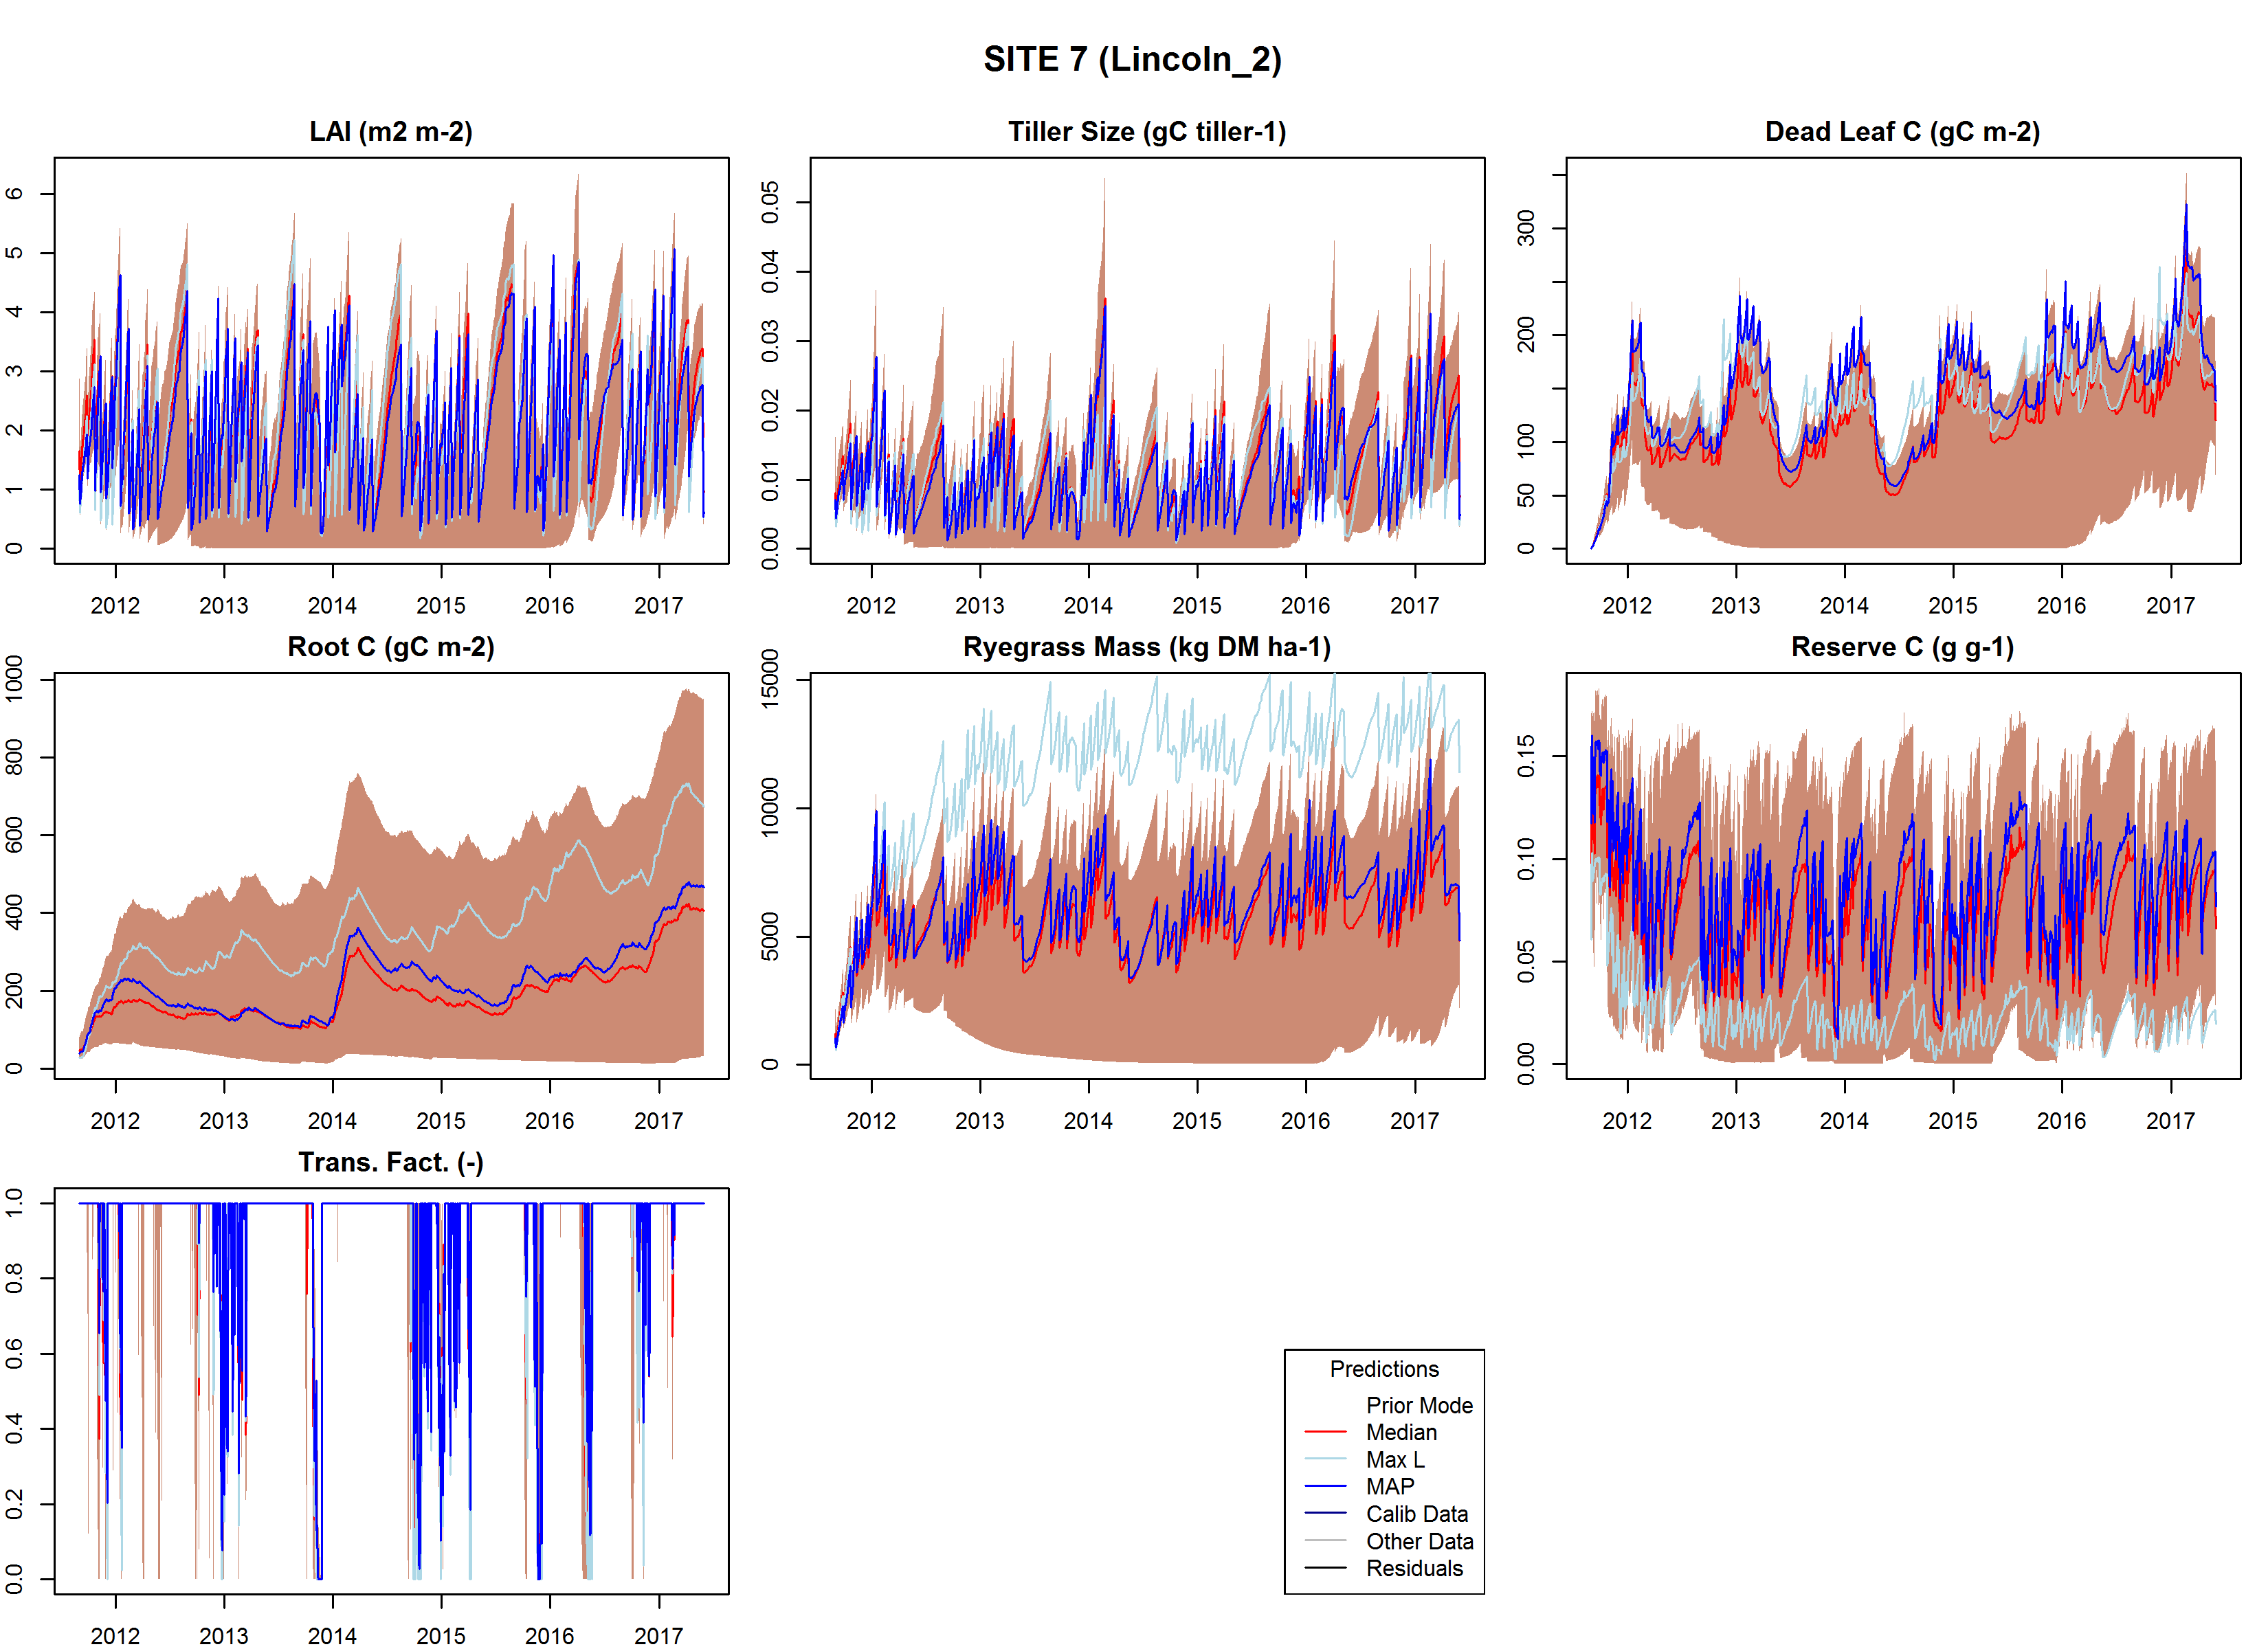 SITE 7 (Lincoln_2)
LAI (m2 m-2)
0 1 2 3 4 5 6
2012 2013 2014 2015 2016 2017
Tiller Size (gC tiller-1)
0.00 0.01 0.02 0.03 0.04 0.05
2012 2013 2014 2015 2016 2017
Dead Leaf C (gC m-2)
0 50 100 200 300
2012 2013 2014 2015 2016 2017
Root C (gC m-2)
0 200 400 600 800 1000
2012 2013 2014 2015 2016 2017
Ryegrass Mass (kg DM ha-1)
0 5000 10000 15000
2012 2013 2014 2015 2016 2017
Reserve C (g g-1)
0.00 0.05 0.10 0.15
2012 2013 2014 2015 2016 2017
Trans. Fact. (-)
0.0 0.2 0.4 0.6 0.8 1.0
2012 2013 2014 2015 2016 2017
Predictions
Prior Mode
Median
Max L
MAP
Calib Data
Other Data
Residuals